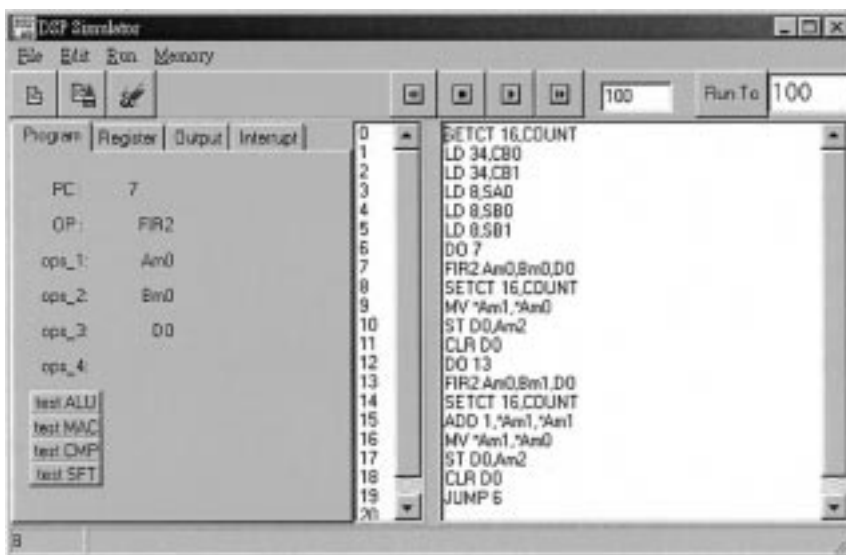 DSP Simulator
File Edit Run Memory
100 Run To 100
Program Register Output Interrupt
PC: 7
OP: FIR2
ops_1: Am0
ops_2: Bm0
ops_3: D0
ops_4:
test ALU
test MAC
test CMP
test SFT
0 SETCT 16,COUNT
1 LD 34,CB0
2 LD 34,CB1
3 LD 8,SA0
4 LD 8,SB0
5 LD 8,SB1
6 DO 7
7 FIR2 Am0,Bm0,D0
8 SETCT 16,COUNT
9 MV *Am1,*Am0
10 ST D0,Am2
11 CLR D0
12 DO 13
13 FIR2 Am0,Bm1,D0
14 SETCT 16,COUNT
15 ADD 1,*Am1,*Am1
16 MV *Am1,*Am0
17 ST D0,Am2
18 CLR D0
19 JUMP 6
20